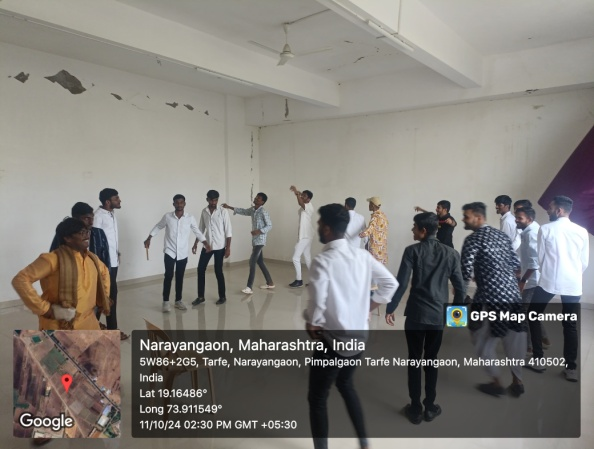 GPS Map Camera
Narayangaon, Maharashtra, India
5W86+2G5, Tarfe, Narayangaon, Pimpalgaon Tarfe Narayangaon, Maharashtra 410502,
India
Lat 19.16486°
Long 73.911549°
11/10/24 02:30 PM GMT +05:30
Google